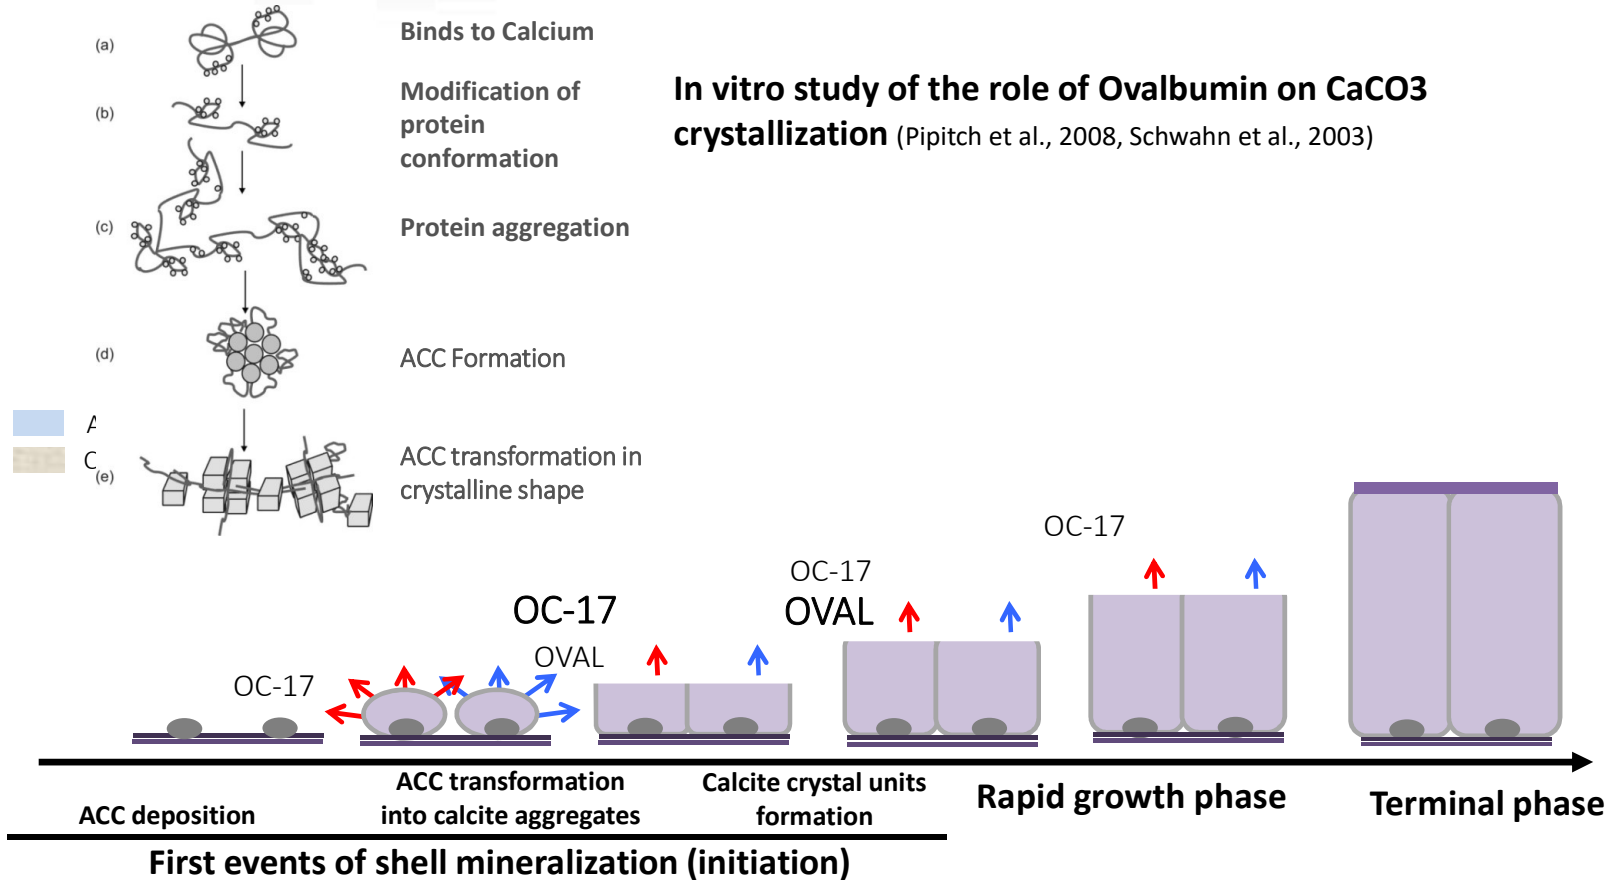 (a)
Binds to Calcium
(b)
Modification of
protein
conformation
In vitro study of the role of Ovalbumin on CaCO3
crystallization (Pipitch et al., 2008, Schwahn et al., 2003)
(c)
Protein aggregation
(d)
ACC Formation
(e)
ACC transformation in
crystalline shape
OC-17
OC-17
OVAL
OC-17
OVAL
OC-17
ACC deposition
ACC transformation
into calcite aggregates
Calcite crystal units
formation
Rapid growth phase
Terminal phase
First events of shell mineralization (initiation)